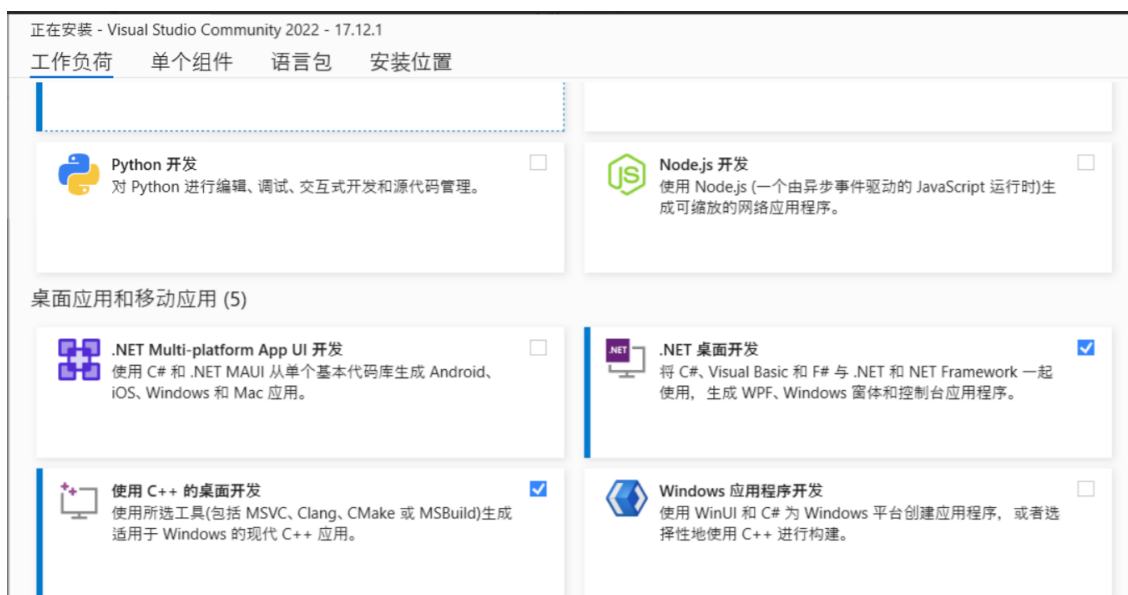 正在安装 - Visual Studio Community 2022 - 17.12.1
工作负荷 单个组件 语言包 安装位置
Python 开发
对 Python 进行编辑、调试、交互式开发和源代码管理。
Node.js 开发
使用 Node.js (一个由异步事件驱动的 JavaScript 运行时)生
成可缩放的网络应用程序。
桌面应用和移动应用 (5)
.NET Multi-platform App UI 开发
使用 C# 和 .NET MAUI 从单个基本代码库生成 Android、
iOS、Windows 和 Mac 应用。
.NET
.NET 桌面开发
将 C#、Visual Basic 和 F# 与 .NET 和 NET Framework 一起
使用，生成 WPF、Windows 窗体和控制台应用程序。
使用 C++ 的桌面开发
使用所选工具(包括 MSVC、Clang、CMake 或 MSBuild)生成
适用于 Windows 的现代 C++ 应用。
Windows 应用程序开发
使用 WinUI 和 C# 为 Windows 平台创建应用程序，或者选
择性地使用 C++ 进行构建。